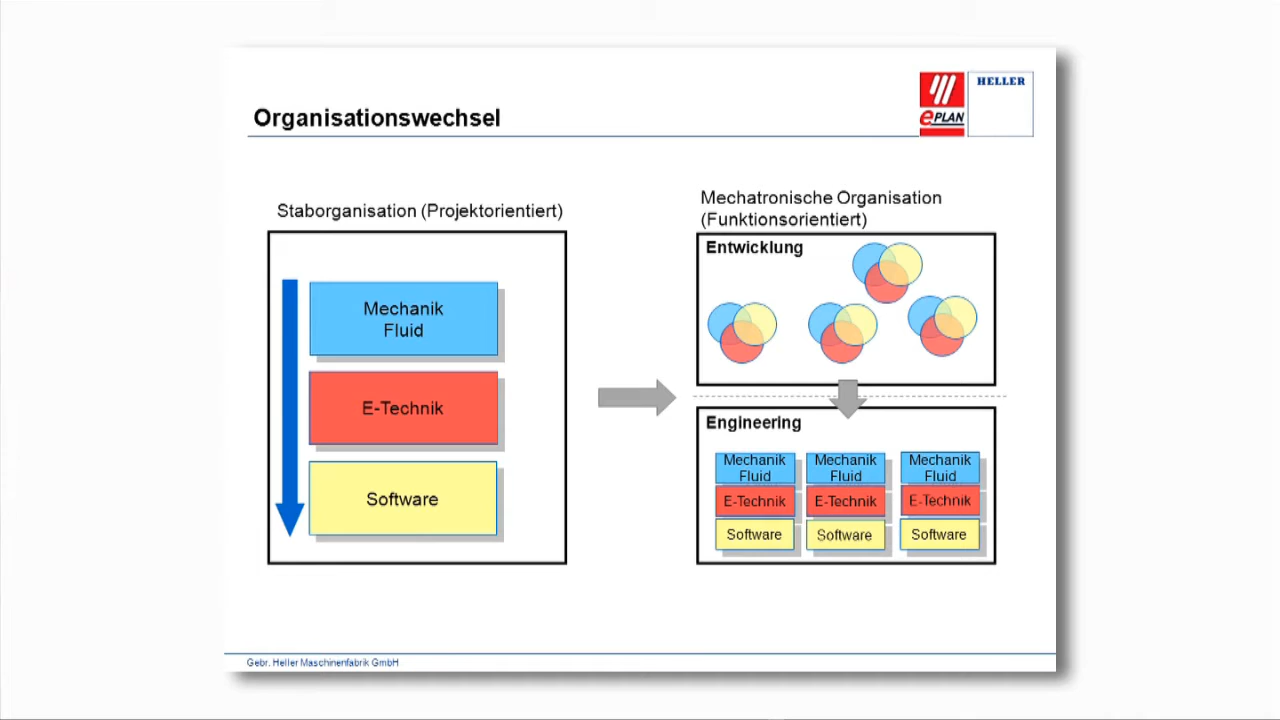 Organisationswechsel
ePLAN
HELLER
Staborganisation (Projektorientiert)
Mechanik
Fluid
E-Technik
Software
Mechatronische Organisation
(Funktionsorientiert)
Entwicklung
Engineering
Mechanik
Fluid
E-Technik
Software
Mechanik
Fluid
E-Technik
Software
Mechanik
Fluid
E-Technik
Software
Gebr. Heller Maschinenfabrik GmbH